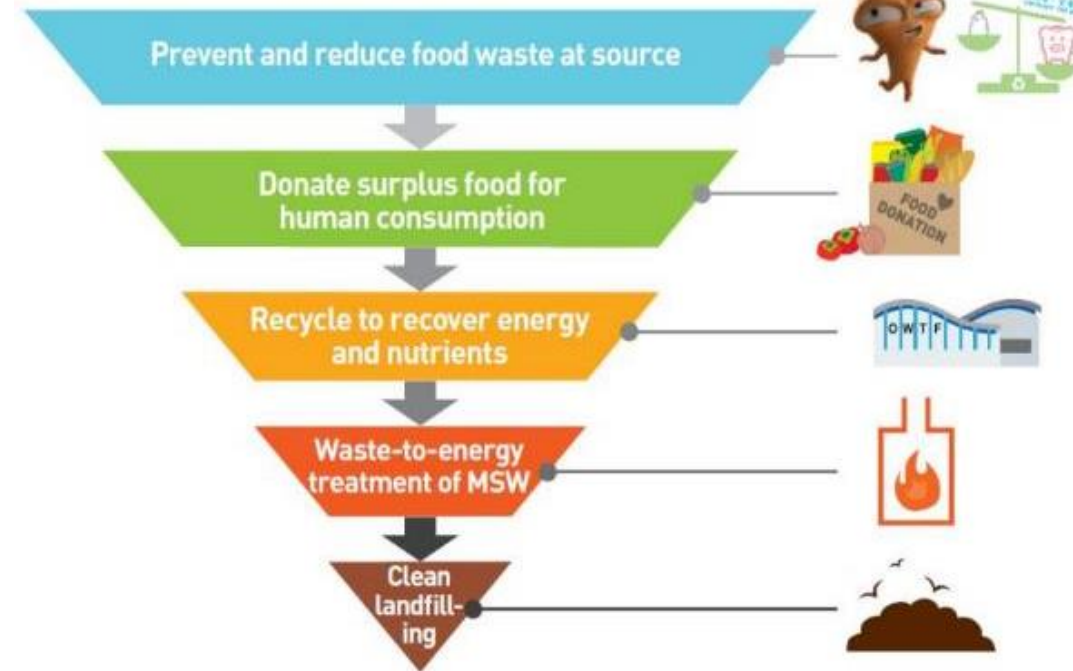 Prevent and reduce food waste at source
Donate surplus food for
human consumption
FOOD
DONATION
Recycle to recover energy
and nutrients
OWTF
Waste-to-energy
treatment of MSW
Clean
landfill-
ing